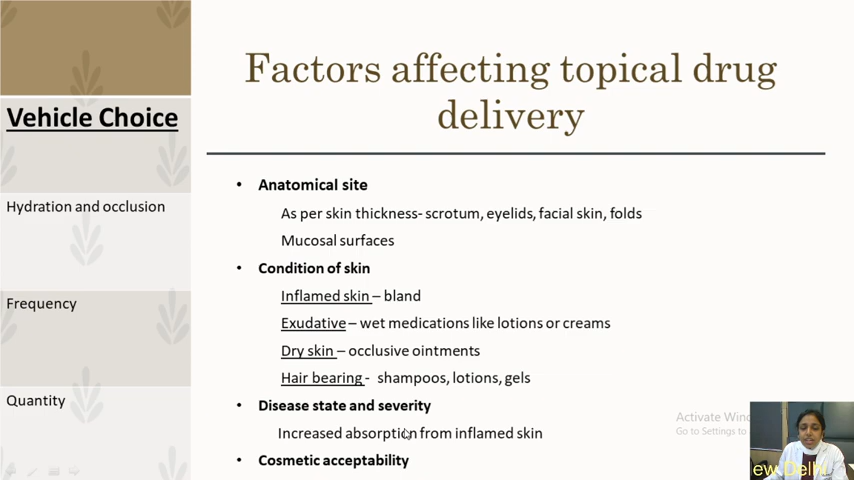 Factors affecting topical drug
delivery
Vehicle Choice
Hydration and occlusion
Frequency
Quantity
• Anatomical site
As per skin thickness- scrotum, eyelids, facial skin, folds
Mucosal surfaces
• Condition of skin
Inflamed skin – bland
Exudative – wet medications like lotions or creams
Dry skin – occlusive ointments
Hair bearing - shampoos, lotions, gels
• Disease state and severity
Increased absorption from inflamed skin
• Cosmetic acceptability
Activate
Go to Settings to
ew Delhi